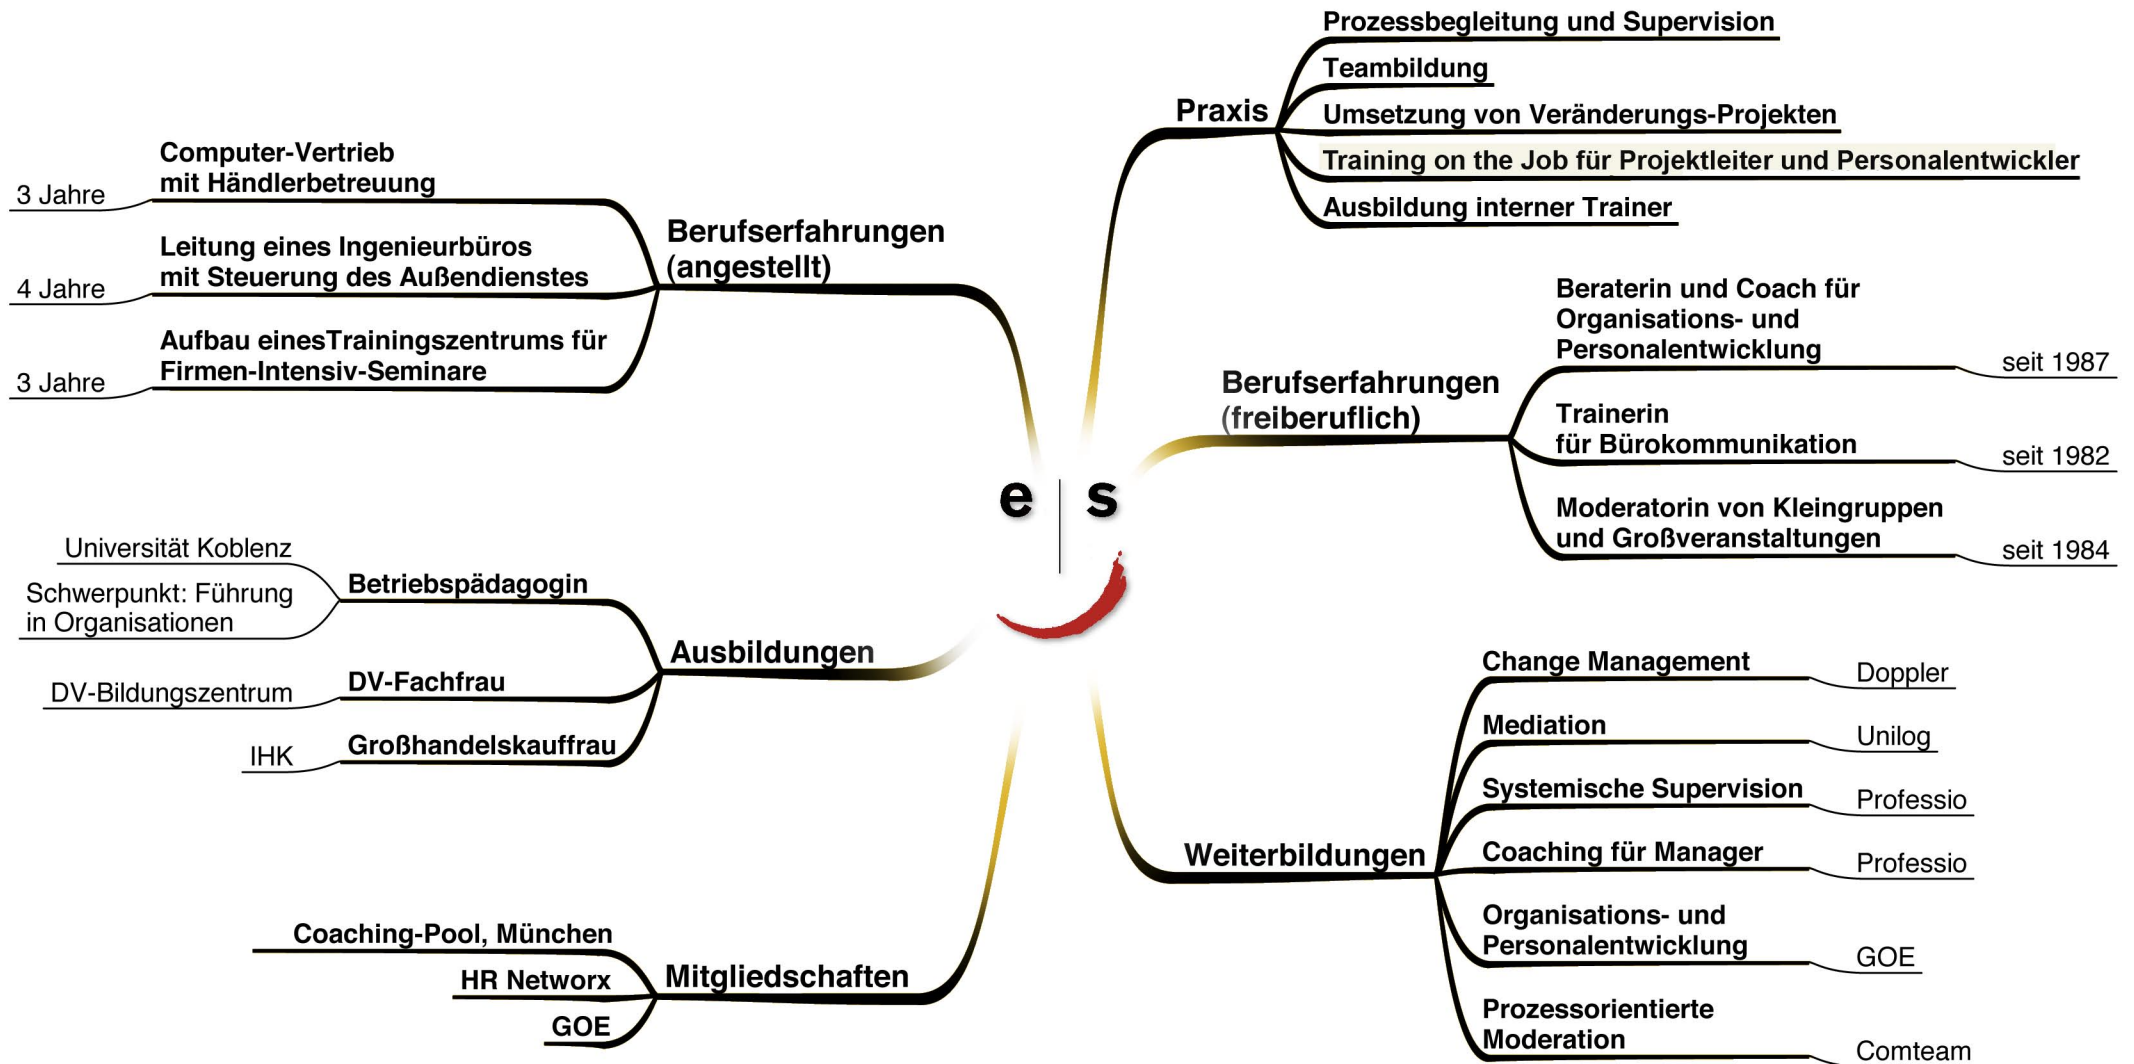 e s
Praxis
Prozessbegleitung und Supervision
Teambildung
Umsetzung von Veränderungs-Projekten
Training on the Job für Projektleiter und Personalentwickler
Ausbildung interner Trainer
Berufserfahrungen
(freiberuflich)
Beraterin und Coach für
Organisations- und
Personalentwicklung
seit 1987
Trainerin
für Bürokommunikation
seit 1982
Moderatorin von Kleingruppen
und Großveranstaltungen
seit 1984
Weiterbildungen
Change Management
Doppler
Mediation
Unilog
Systemische Supervision
Professio
Coaching für Manager
Professio
Organisations- und
Personalentwicklung
GOE
Prozessorientierte
Moderation
Comteam
Berufserfahrungen
(angestellt)
Computer-Vertrieb
mit Händlerbetreuung
3 Jahre
Leitung eines Ingenieurbüros
mit Steuerung des Außendienstes
4 Jahre
Aufbau einesTrainingszentrums für
Firmen-Intensiv-Seminare
3 Jahre
Ausbildungen
Betriebspädagogin
Universität Koblenz
Schwerpunkt: Führung
in Organisationen
DV-Fachfrau
DV-Bildungszentrum
Großhandelskauffrau
IHK
Mitgliedschaften
Coaching-Pool, München
HR Networx
GOE